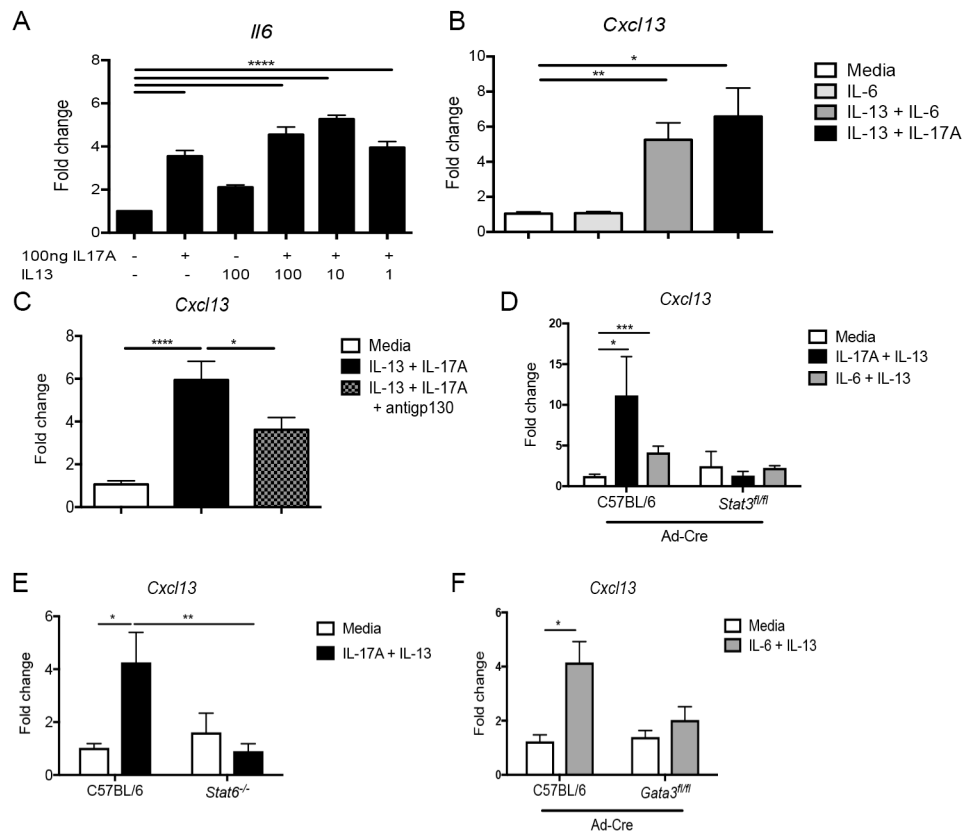 A
Il6
Fold change
8
6
4
2
0
****
100ng IL17A - + - + + +
IL13 - - 100 100 10 1
B
Cxcl13
Fold change
10
8
6
4
2
0
*
**
Media
IL-6
IL-13 + IL-6
IL-13 + IL-17A
C
Cxcl13
Fold change
8
6
4
2
0
**** *
Media
IL-13 + IL-17A
IL-13 + IL-17A
+ antigp130
D
Cxcl13
Fold change
20
15
10
5
0
***
*
Media
IL-17A + IL-13
IL-6 + IL-13
C57BL/6 Stat3fl/fl
Ad-Cre
E
Cxcl13
Fold change
6
4
2
0
* **
Media
IL-17A + IL-13
C57BL/6 Stat6-/-
F
Cxcl13
Fold change
6
4
2
0
*
Media
IL-6 + IL-13
C57BL/6 Gata3fl/fl
Ad-Cre